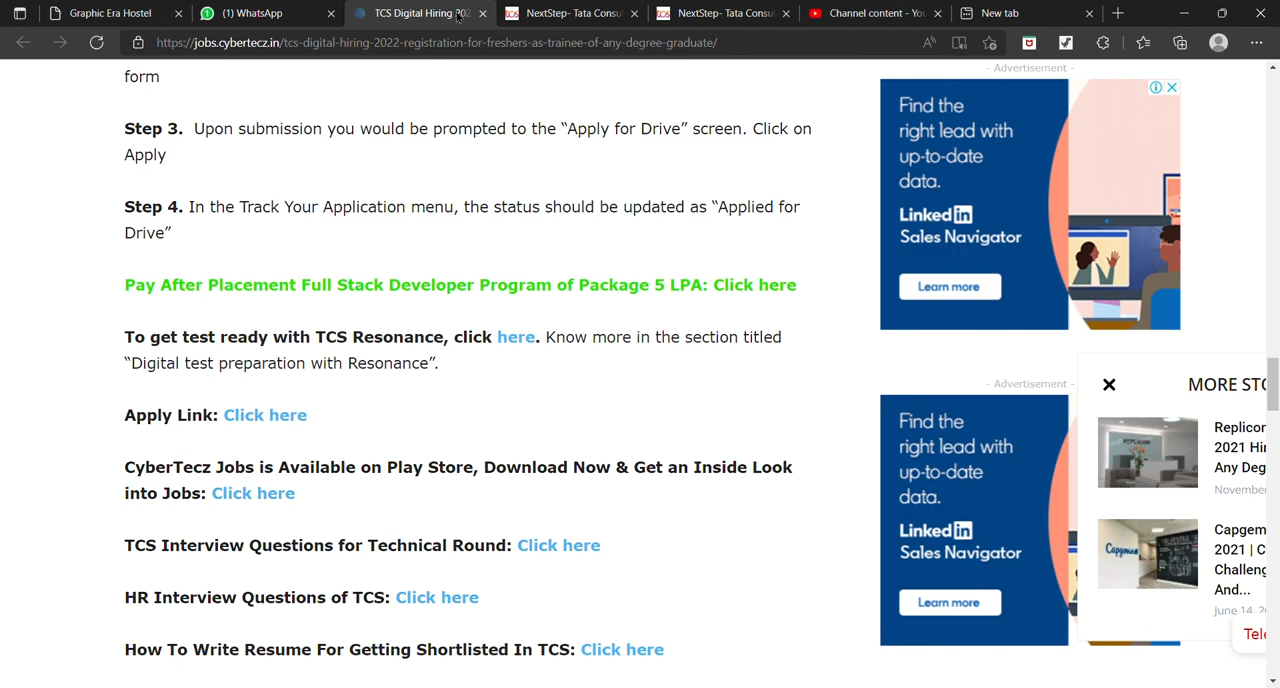 Graphic Era Hostel
(1) WhatsApp
TCS Digital Hiring 202
NextStep- Tata Consu
NextStep- Tata Consu
Channel content - Yo
New tab
https://jobs.cybertecz.in/tcs-digital-hiring-2022-registration-for-freshers-as-trainee-of-any-degree-graduate/
form
Step 3. Upon submission you would be prompted to the “Apply for Drive” screen. Click on
Apply
Step 4. In the Track Your Application menu, the status should be updated as “Applied for
Drive”
Pay After Placement Full Stack Developer Program of Package 5 LPA: Click here
To get test ready with TCS Resonance, click here. Know more in the section titled
“Digital test preparation with Resonance”.
Apply Link: Click here
CyberTecz Jobs is Available on Play Store, Download Now & Get an Inside Look
into Jobs: Click here
TCS Interview Questions for Technical Round: Click here
HR Interview Questions of TCS: Click here
How To Write Resume For Getting Shortlisted In TCS: Click here
- Advertisement -
Find the
right lead with
up-to-date
data.
Linked in
Sales Navigator
Learn more
- Advertisement -
Find the
right lead with
up-to-date
data.
Linked in
Sales Navigator
Learn more
MORE STO
Replicon
2021 Hi
Any Deg
November
Capgem
2021 | C
Challeng
And...
June 14, 2
Tele